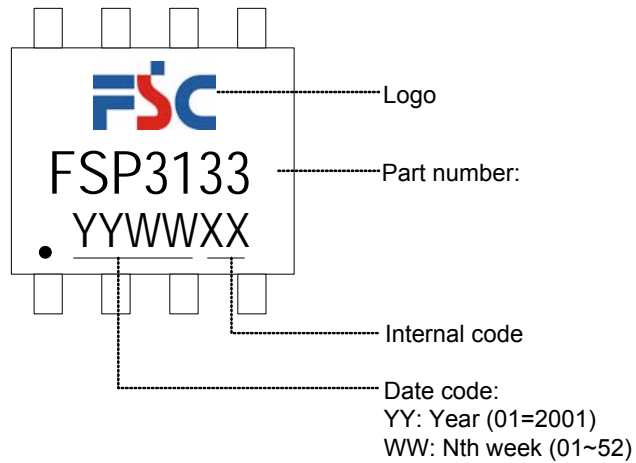 FSC
Logo
FSP3133
Part number:
YYWWXX
Internal code
Date code:
YY: Year (01=2001)
WW: Nth week (01~52)